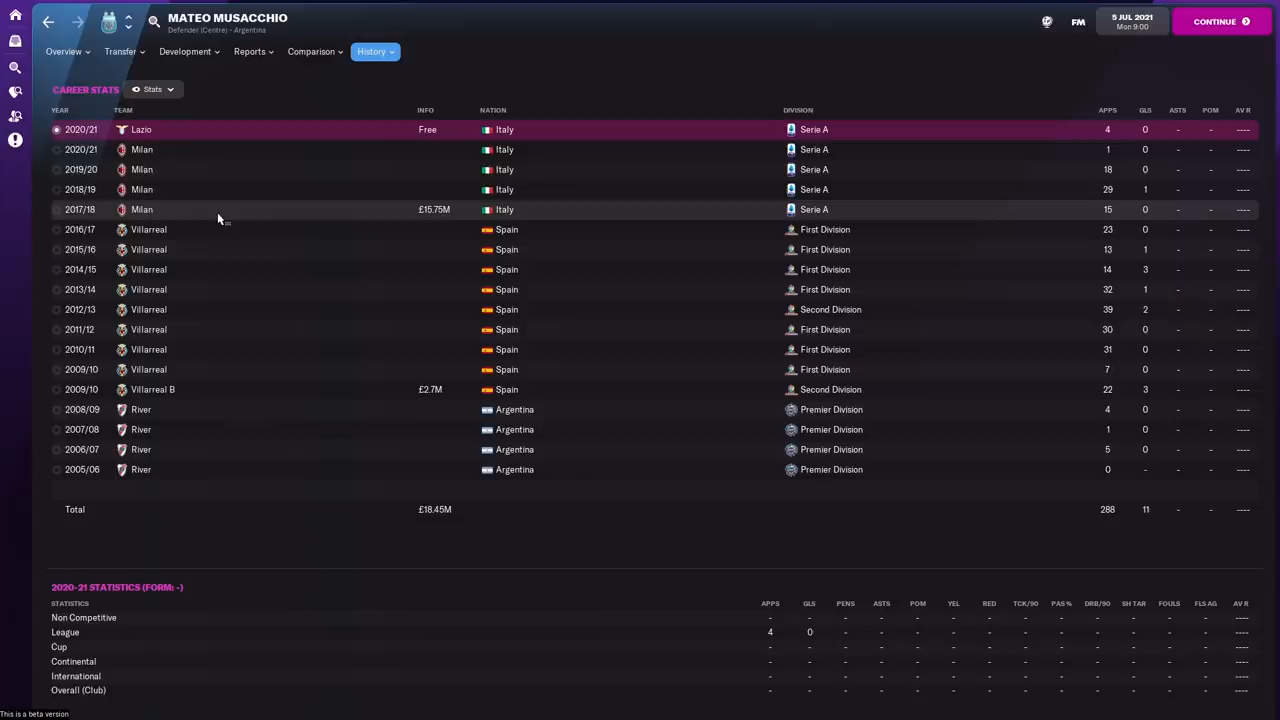 MATEO MUSACCHIO
Defender (Centre) - Argentina
FM
5 JUL 2021
Mon 9:00
CONTINUE
Overview Transfer Development Reports Comparison History
CAREER STATS Stats
YEAR TEAM INFO NATION DIVISION APPS GLS ASTS POM AV R
2020/21 Lazio Free Italy Serie A 4 0 - - ----
2020/21 Milan Italy Serie A 1 0 - - ----
2019/20 Milan Italy Serie A 18 0 - - ----
2018/19 Milan Italy Serie A 29 1 - - ----
2017/18 Milan £15.75M Italy Serie A 15 0 - - ----
2016/17 Villarreal Spain First Division 23 0 - - ----
2015/16 Villarreal Spain First Division 13 1 - - ----
2014/15 Villarreal Spain First Division 14 3 - - ----
2013/14 Villarreal Spain First Division 32 1 - - ----
2012/13 Villarreal Spain Second Division 39 2 - - ----
2011/12 Villarreal Spain First Division 30 0 - - ----
2010/11 Villarreal Spain First Division 31 0 - - ----
2009/10 Villarreal Spain First Division 7 0 - - ----
2009/10 Villarreal B £2.7M Spain Second Division 22 3 - - ----
2008/09 River Argentina Premier Division 4 0 - - ----
2007/08 River Argentina Premier Division 1 0 - - ----
2006/07 River Argentina Premier Division 5 0 - - ----
2005/06 River Argentina Premier Division 0 - - - ----
Total £18.45M 288 11 - - ----
2020-21 STATISTICS (FORM: -)
STATISTICS APPS GLS PENS ASTS POM YEL RED TCK/90 PAS % DRB/90 SH TAR FOULS FLS AG AV R
Non Competitive - - - - - - - - - - - - - ----
League 4 0 - - - - - - - - - - - ----
Cup - - - - - - - - - - - - - ----
Continental - - - - - - - - - - - - - ----
International - - - - - - - - - - - - - ----
Overall (Club) - - - - - - - - - - - - - ----
This is a beta version